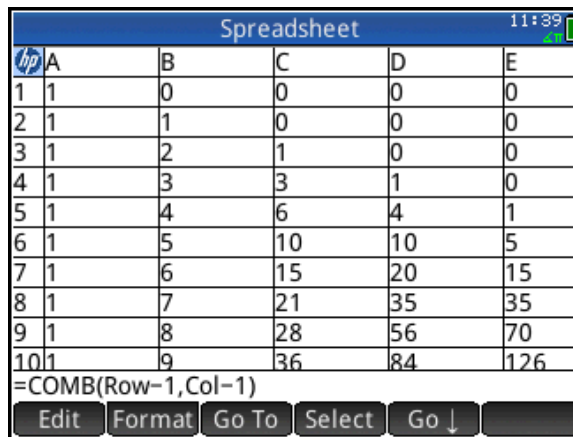 Spreadsheet 11:39
∡π
hp A B C D E
1 1 0 0 0 0
2 1 1 0 0 0
3 1 2 1 0 0
4 1 3 3 1 0
5 1 4 6 4 1
6 1 5 10 10 5
7 1 6 15 20 15
8 1 7 21 35 35
9 1 8 28 56 70
10 1 9 36 84 126
=COMB(Row-1,Col-1)
Edit Format Go To Select Go ↓